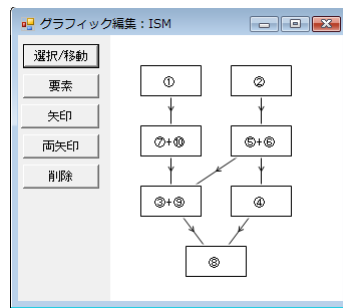 グラフィック編集：ISM
選択/移動
要素
矢印
両矢印
削除
① ②
⑦+⑩ ⑤+⑥
③+⑨ ④
⑧